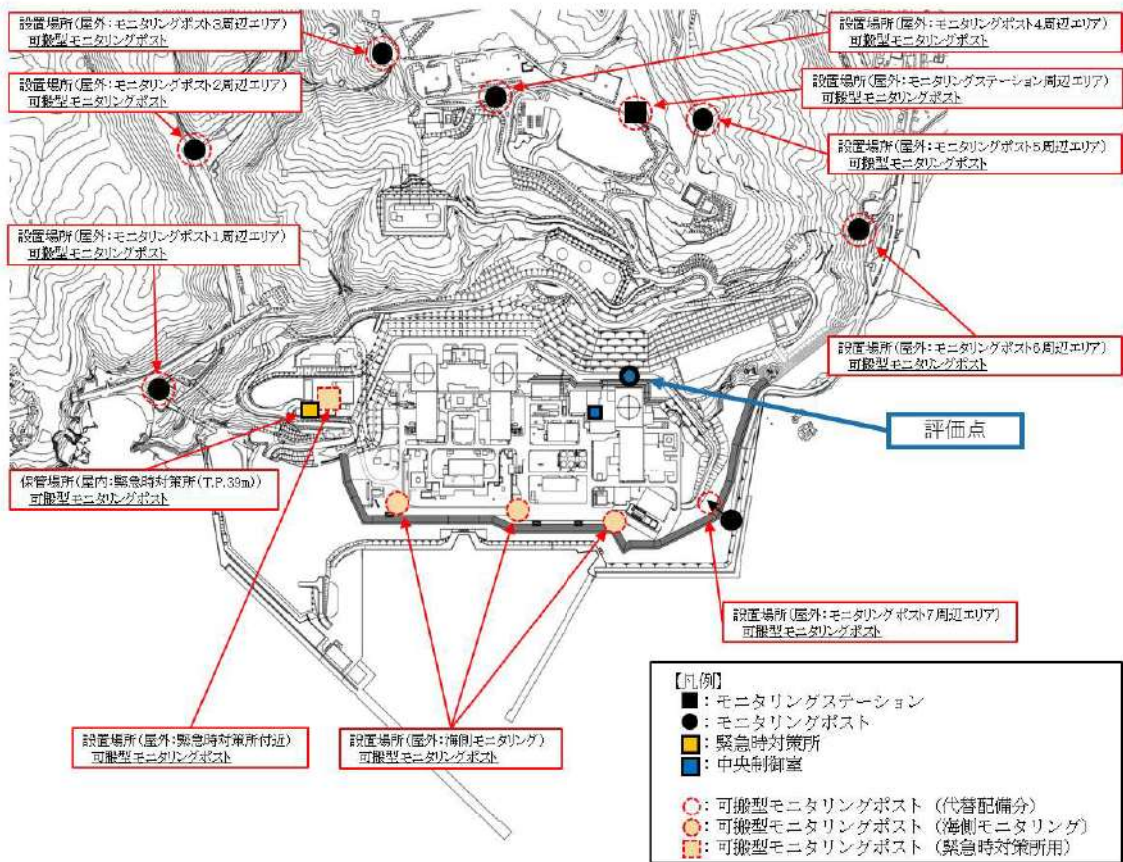 設置場所(屋外：モニタリングポスト3周辺エリア)
可搬型モニタリングポスト
設置場所(屋外：モニタリングポスト2周辺エリア)
可搬型モニタリングポスト
設置場所(屋外：モニタリングポスト1周辺エリア)
可搬型モニタリングポスト
保管場所(屋内：緊急時対策所(T.P.39m))
可搬型モニタリングポスト
設置場所(屋外：モニタリングポスト4周辺エリア)
可搬型モニタリングポスト
設置場所(屋外：モニタリングステーション周辺エリア)
可搬型モニタリングポスト
設置場所(屋外：モニタリングポスト5周辺エリア)
可搬型モニタリングポスト
設置場所(屋外：モニタリングポスト6周辺エリア)
可搬型モニタリングポスト
評価点
設置場所(屋外：モニタリングポスト7周辺エリア)
可搬型モニタリングポスト
設置場所(屋外：緊急時対策所付近)
可搬型モニタリングポスト
設置場所(屋外：海側モニタリング)
可搬型モニタリングポスト
【凡例】
■：モニタリングステーション
●：モニタリングポスト
■：緊急時対策所
■：中央制御室
○：可搬型モニタリングポスト（代替配備分）
○：可搬型モニタリングポスト（海側モニタリング）
□：可搬型モニタリングポスト（緊急時対策所用）